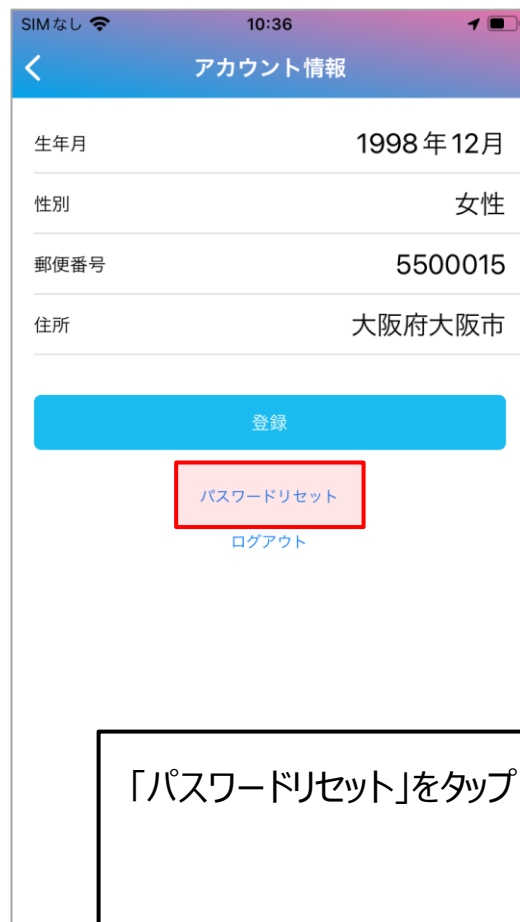 SIMなし 10:36
アカウント情報
生年月 1998年12月
性別 女性
郵便番号 5500015
住所 大阪府大阪市
登録
パスワードリセット
ログアウト
「パスワードリセット」をタップ